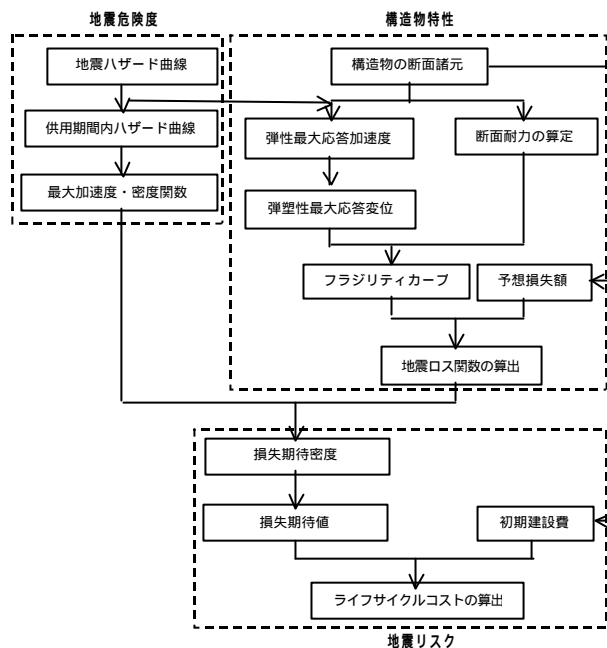 地震危険度
構造物特性
地震ハザード曲線
構造物の断面諸元
供用期間内ハザード曲線
弾性最大応答加速度
断面耐力の算定
最大加速度・密度関数
弾塑性最大応答変位
フラジリティカーブ
予想損失額
地震ロス関数の算出
損失期待密度
損失期待値
初期建設費
ライフサイクルコストの算出
地震リスク